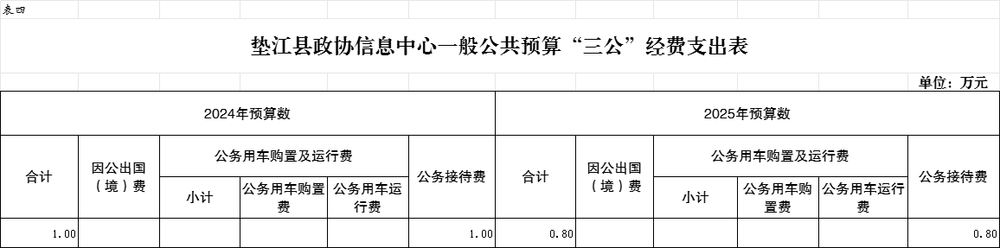 表四
垫江县政协信息中心一般公共预算“三公”经费支出表
单位：万元
2024年预算数 2025年预算数
合计 因公出国（境）费 公务用车购置及运行费 公务接待费 合计 因公出国（境）费 公务用车购置及运行费 公务接待费
小计 公务用车购置费 公务用车运行费 小计 公务用车购置费 公务用车运行费
1.00 1.00 0.80 0.80